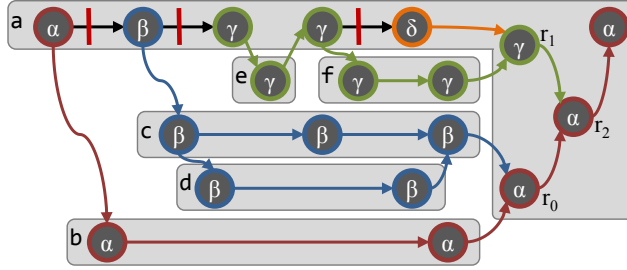 a α β γ γ δ γ r₁ α
e γ f γ γ
α r₂
c β β β
d β β α r₀
b α α